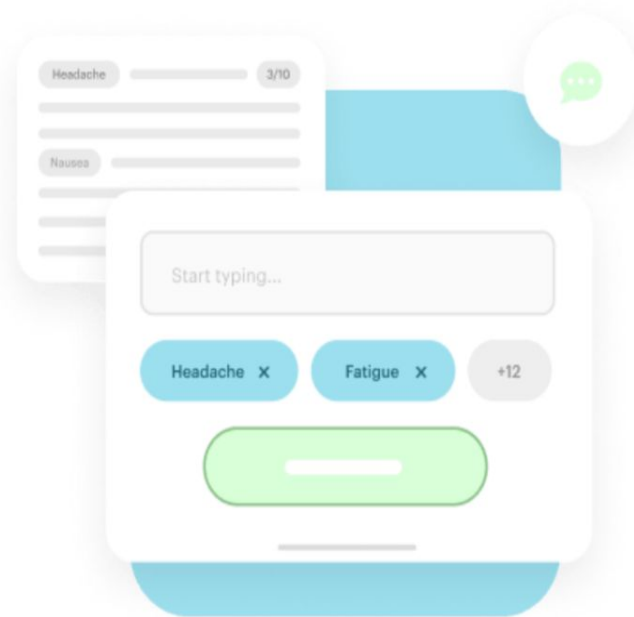 Headache 3/10
Nausea
Start typing...
Headache x Fatigue x +12